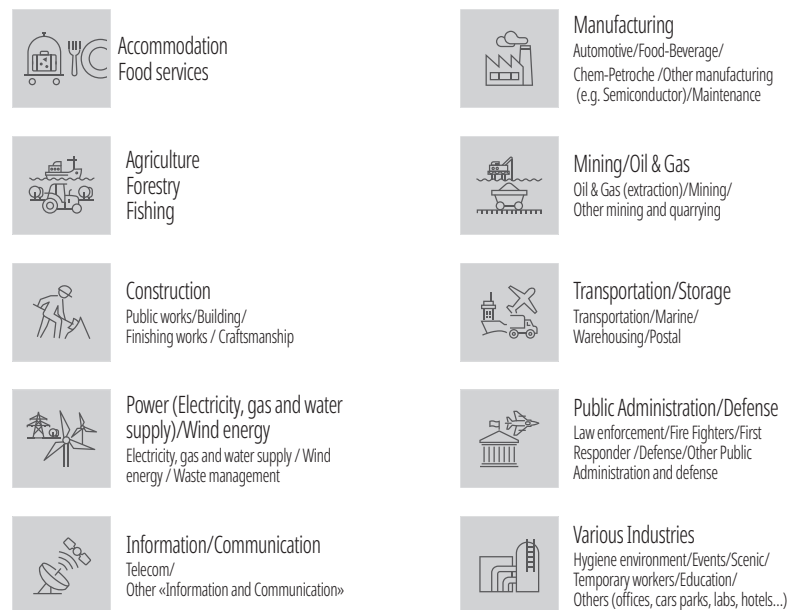 Accommodation
Food services
Agriculture
Forestry
Fishing
Construction
Public works/Building/
Finishing works / Craftsmanship
Power (Electricity, gas and water
supply)/Wind energy
Electricity, gas and water supply / Wind
energy / Waste management
Information/Communication
Telecom/
Other «Information and Communication»
Manufacturing
Automotive/Food-Beverage/
Chem-Petroche /Other manufacturing
(e.g. Semiconductor)/Maintenance
Mining/Oil & Gas
Oil & Gas (extraction)/Mining/
Other mining and quarrying
Transportation/Storage
Transportation/Marine/
Warehousing/Postal
Public Administration/Defense
Law enforcement/Fire Fighters/First
Responder /Defense/Other Public
Administration and defense
Various Industries
Hygiene environment/Events/Scenic/
Temporary workers/Education/
Others (offices, cars parks, labs, hotels...)